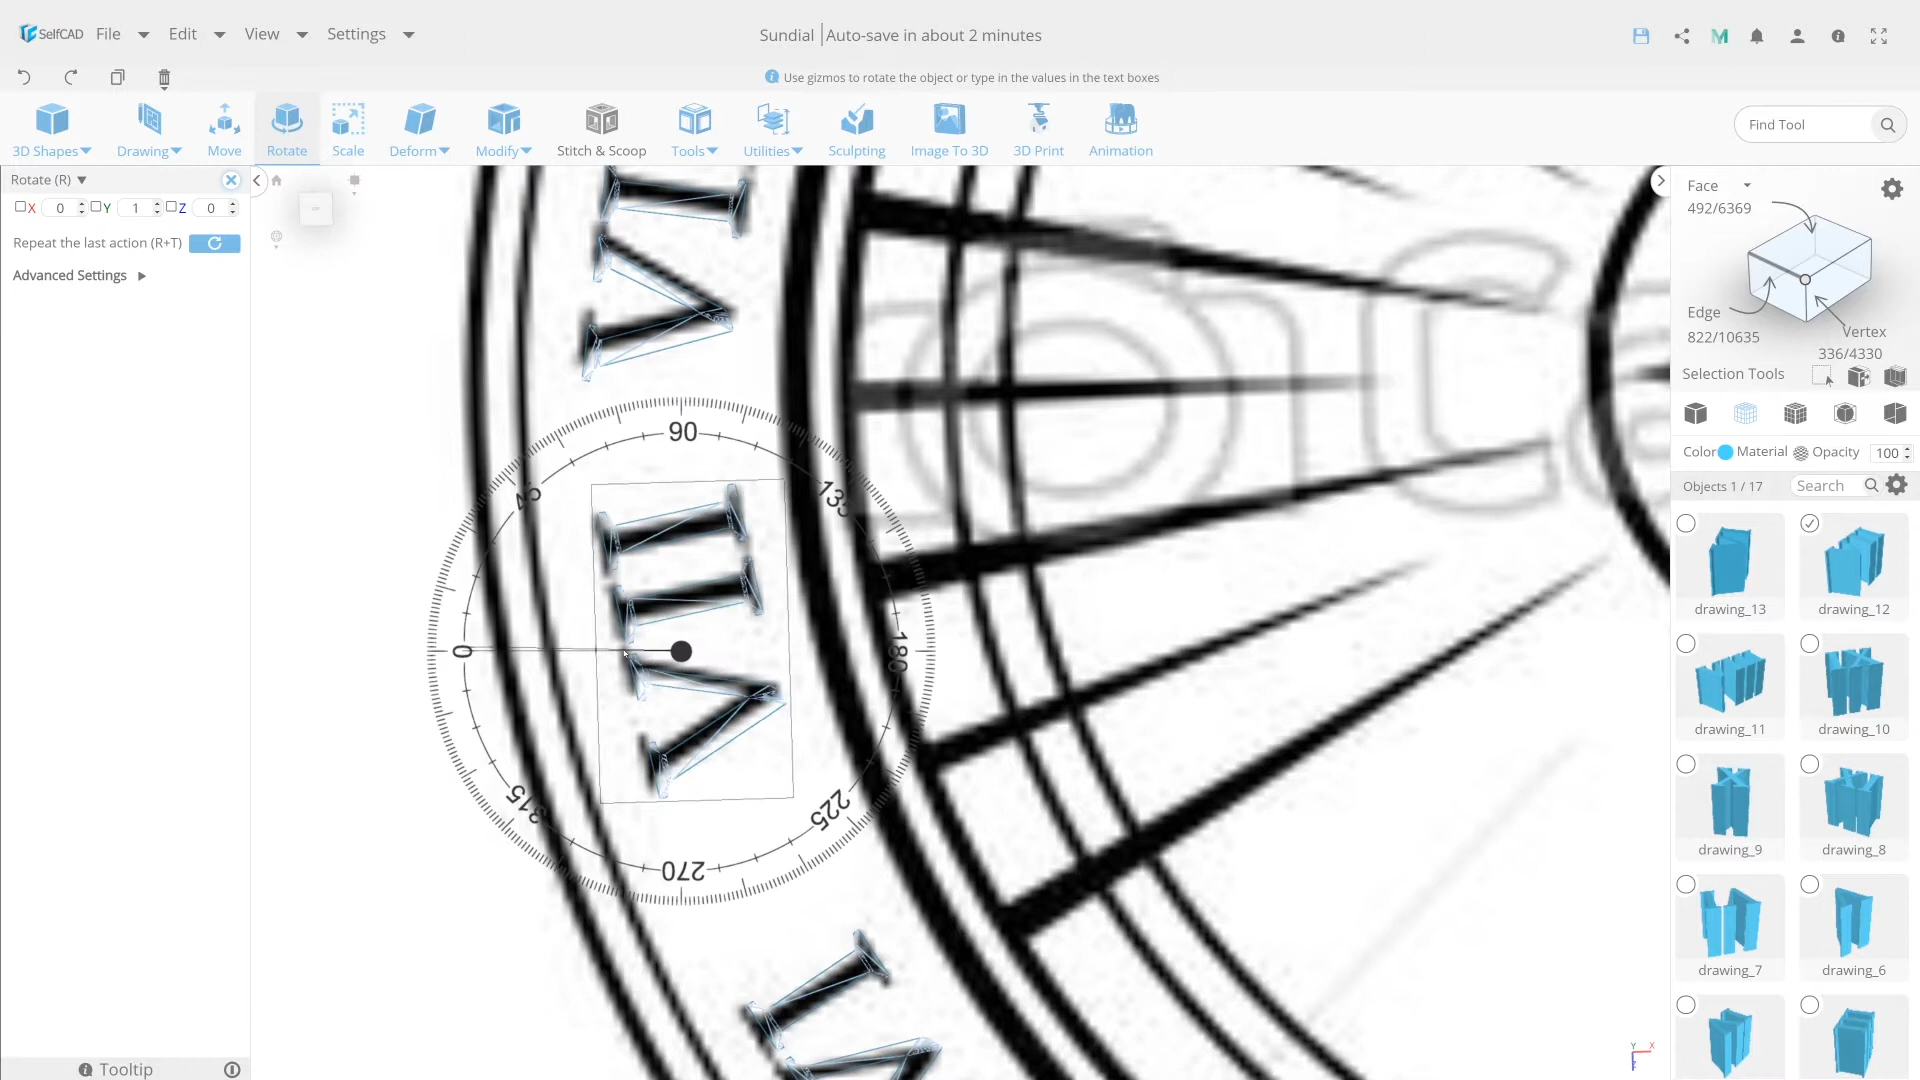 SelfCAD File Edit View Settings
Sundial Auto-save in about 2 minutes
Use gizmos to rotate the object or type in the values in the text boxes
3D Shapes Drawing Move Rotate Scale Deform Modify Stitch & Scoop Tools Utilities Sculpting Image To 3D 3D Print Animation
Find Tool
Rotate (R)
X 0 Y 1 Z 0
Repeat the last action (R+T)
Advanced Settings
VI
VII
90
135
180
225
270
315
0
45
Face
492/6369
Edge
822/10635
Vertex
336/4330
Selection Tools
Color Material Opacity 100
Objects 1 / 17 Search
drawing_13 drawing_12
drawing_11 drawing_10
drawing_9 drawing_8
drawing_7 drawing_6
Y X
Tooltip